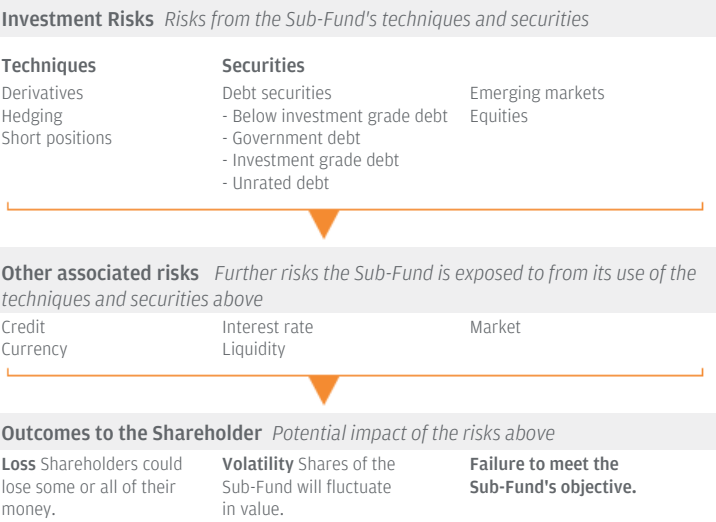 Investment Risks Risks from the Sub-Fund's techniques and securities
Techniques
Derivatives
Hedging
Short positions
Securities
Debt securities
- Below investment grade debt
- Government debt
- Investment grade debt
- Unrated debt
Emerging markets
Equities
Other associated risks Further risks the Sub-Fund is exposed to from its use of the
techniques and securities above
Credit
Currency
Interest rate
Liquidity
Market
Outcomes to the Shareholder Potential impact of the risks above
Loss Shareholders could
lose some or all of their
money.
Volatility Shares of the
Sub-Fund will fluctuate
in value.
Failure to meet the
Sub-Fund's objective.